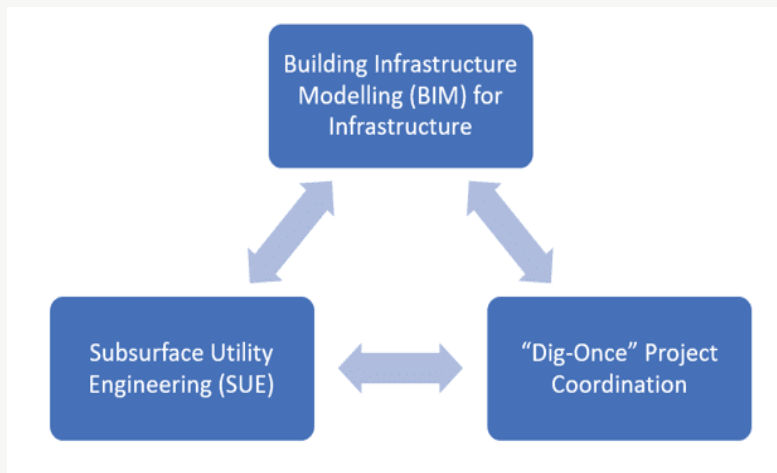 Building Infrastructure
Modelling (BIM) for
Infrastructure
Subsurface Utility
Engineering (SUE)
“Dig-Once” Project
Coordination